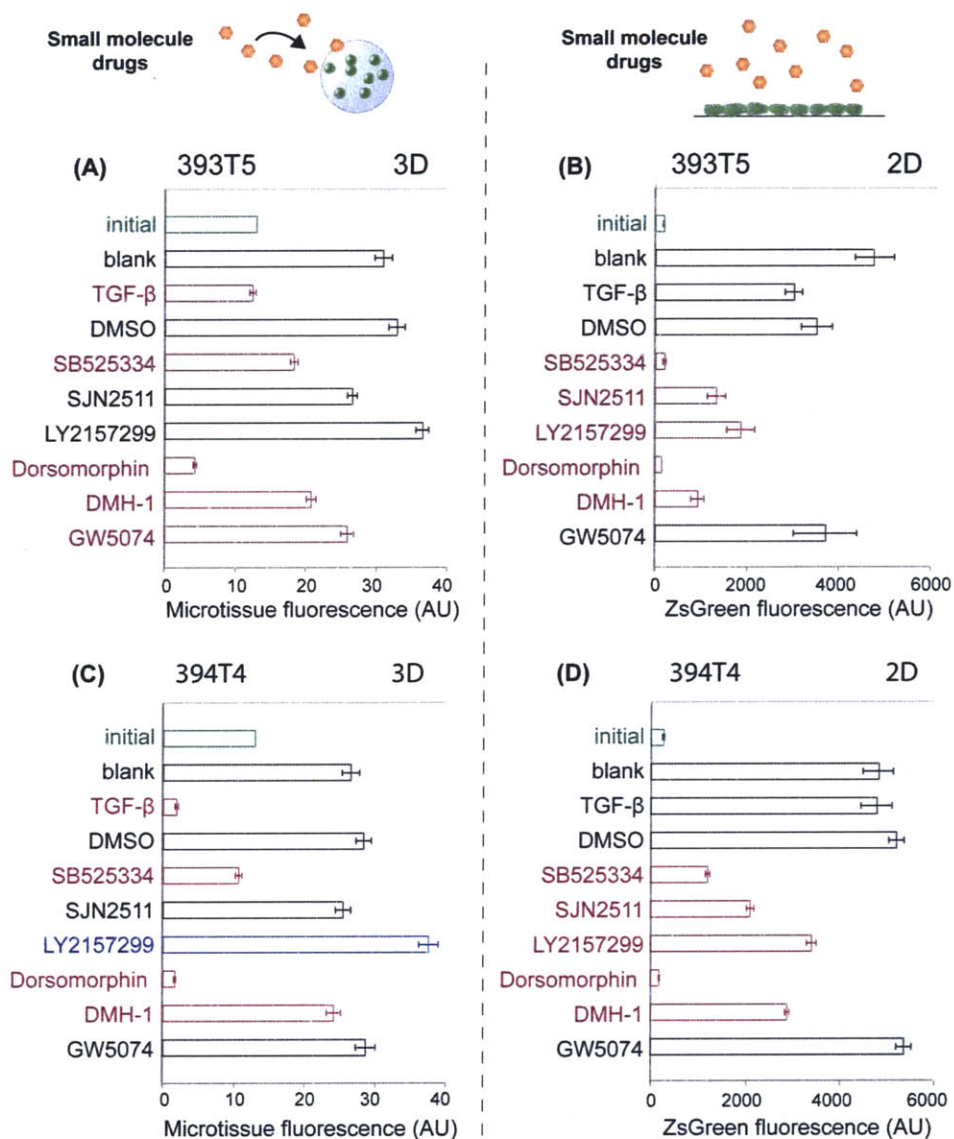 Small molecule
drugs
Small molecule
drugs
(A) 393T5 3D
initial
blank
TGF-β
DMSO
SB525334
SJN2511
LY2157299
Dorsomorphin
DMH-1
GW5074
0 10 20 30 40
Microtissue fluorescence (AU)
(B) 393T5 2D
initial
blank
TGF-β
DMSO
SB525334
SJN2511
LY2157299
Dorsomorphin
DMH-1
GW5074
0 2000 4000 6000
ZsGreen fluorescence (AU)
(C) 394T4 3D
initial
blank
TGF-β
DMSO
SB525334
SJN2511
LY2157299
Dorsomorphin
DMH-1
GW5074
0 10 20 30 40
Microtissue fluorescence (AU)
(D) 394T4 2D
initial
blank
TGF-β
DMSO
SB525334
SJN2511
LY2157299
Dorsomorphin
DMH-1
GW5074
0 2000 4000 6000
ZsGreen fluorescence (AU)